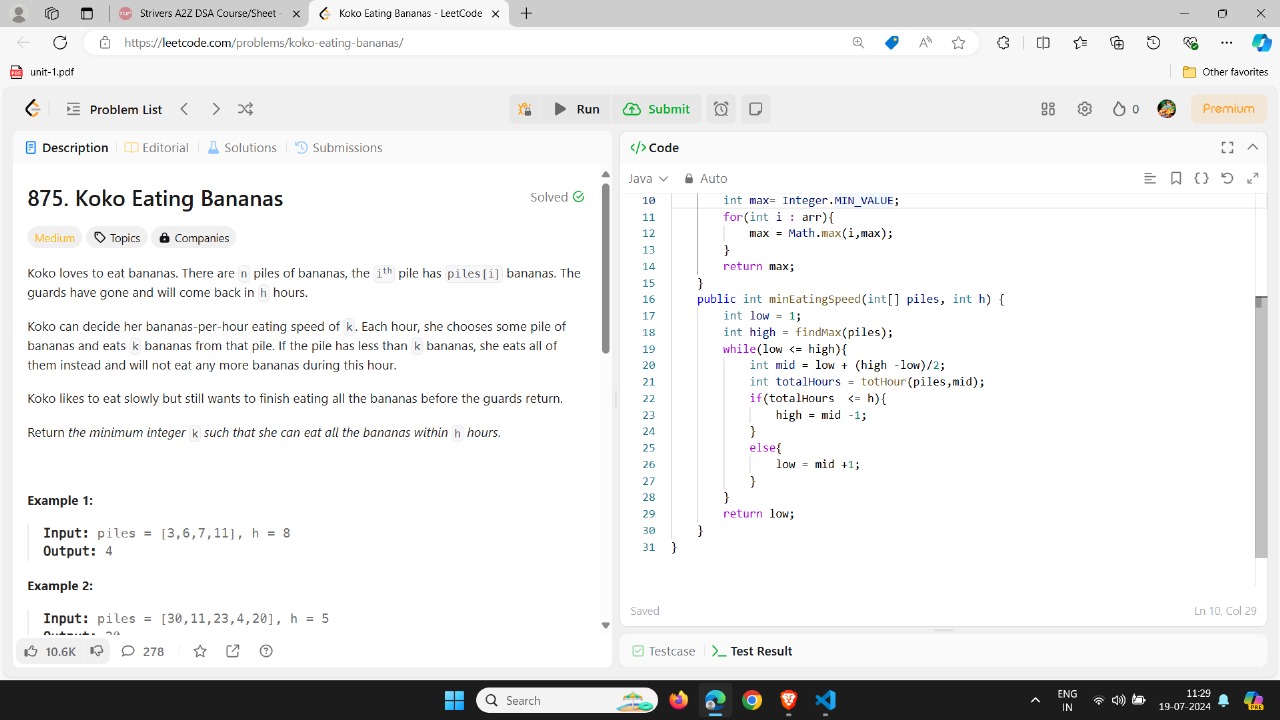 Strivers A2Z DSA Course/Sheet -
Koko Eating Bananas - LeetCode
https://leetcode.com/problems/koko-eating-bananas/
unit-1.pdf
Other favorites
Problem List
Run
Submit
0
Premium
Description
Editorial
Solutions
Submissions
875. Koko Eating Bananas
Solved
Medium
Topics
Companies
Koko loves to eat bananas. There are n piles of bananas, the ith pile has piles[i] bananas. The
guards have gone and will come back in h hours.
Koko can decide her bananas-per-hour eating speed of k. Each hour, she chooses some pile of
bananas and eats k bananas from that pile. If the pile has less than k bananas, she eats all of
them instead and will not eat any more bananas during this hour.
Koko likes to eat slowly but still wants to finish eating all the bananas before the guards return.
Return the minimum integer k such that she can eat all the bananas within h hours.
Example 1:
Input: piles = [3,6,7,11], h = 8
Output: 4
Example 2:
Input: piles = [30,11,23,4,20], h = 5
10.6K
278
</> Code
Java
Auto
10 int max= Integer.MIN_VALUE;
11 for(int i : arr){
12 max = Math.max(i,max);
13 }
14 return max;
15 }
16 public int minEatingSpeed(int[] piles, int h) {
17 int low = 1;
18 int high = findMax(piles);
19 while(low <= high){
20 int mid = low + (high -low)/2;
21 int totalHours = totHour(piles,mid);
22 if(totalHours  <= h){
23 high = mid -1;
24 }
25 else{
26 low = mid +1;
27 }
28 }
29 return low;
30 }
31 }
Saved
Ln 10, Col 29
Testcase
Test Result
Search
ENG
IN
11:29
19-07-2024
PRE